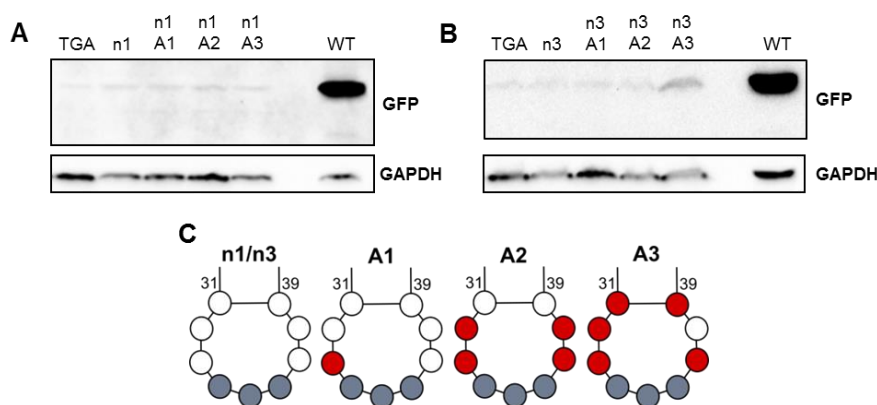 A
TGA n1 n1 A1 n1 A2 n1 A3 WT
GFP
GAPDH
B
TGA n3 n3 A1 n3 A2 n3 A3 WT
GFP
GAPDH
C
n1/n3 A1 A2 A3
31 39 31 39 31 39 31 39